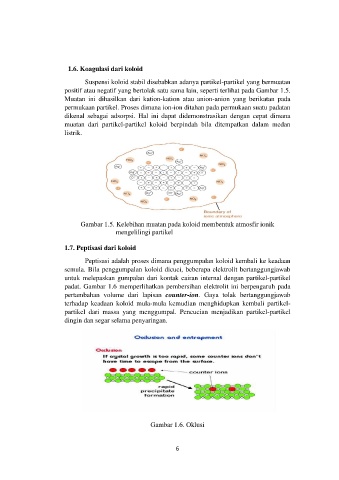 1.6. Koagulasi dari koloid
Suspensi koloid stabil disebabkan adanya partikel-partikel yang bermuatan
positif atau negatif yang bertolak satu sama lain, seperti terlihat pada Gambar 1.5.
Muatan ini dihasilkan dari kation-kation atau anion-anion yang berikatan pada
permukaan partikel. Proses dimana ion-ion ditahan pada permukaan suatu padatan
dikenal sebagai adsorpsi. Hal ini dapat didemonstrasikan dengan cepat dimana
muatan dari partikel-partikel koloid berpindah bila ditempatkan dalam medan
listrik.
Boundary of
Gambar 1.5. Kelebihan muatan pada koloid membentuk atmosfir ionik
mengelilingi partikel
1.7. Peptisasi dari koloid
Peptisasi adalah proses dimana penggumpalan koloid kembali ke keadaan
semula. Bila penggumpalan koloid dicuci, beberapa elektrolit bertanggungjawab
untuk melepaskan gumpalan dari kontak cairan internal dengan partikel-partikel
padat. Gambar 1.6 memperlihatkan pembersihan elektrolit ini berpengaruh pada
pertambahan volume dari lapisan counter-ion. Gaya tolak bertanggungjawab
terhadap keadaan koloid mula-mula kemudian menghidupkan kembali partikel-
partikel dari massa yang menggumpal. Pencucian menjadikan partikel-partikel
dingin dan segar selama penyaringan.
Occlusion and entrapment
Occlusion
If crystal growth is too rapid, some counter ions don't
have time to escape from the surface.
counter ions
rapid
precipitate
formation
Gambar 1.6. Oklusi
6